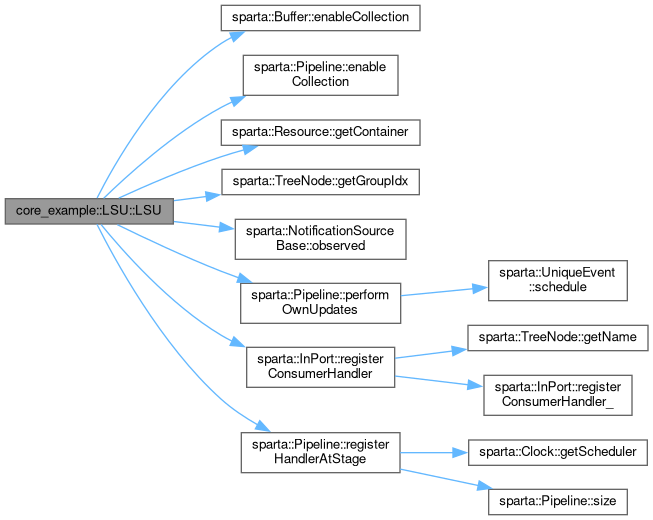 sparta::Buffer::enableCollection
sparta::Pipeline::enable
Collection
sparta::Resource::getContainer
sparta::TreeNode::getGroupIdx
core_example::LSU::LSU
sparta::NotificationSource
Base::observed
sparta::Pipeline::perform
OwnUpdates
sparta::UniqueEvent
::schedule
sparta::InPort::register
ConsumerHandler
sparta::TreeNode::getName
sparta::InPort::register
ConsumerHandler_
sparta::Pipeline::register
HandlerAtStage
sparta::Clock::getScheduler
sparta::Pipeline::size